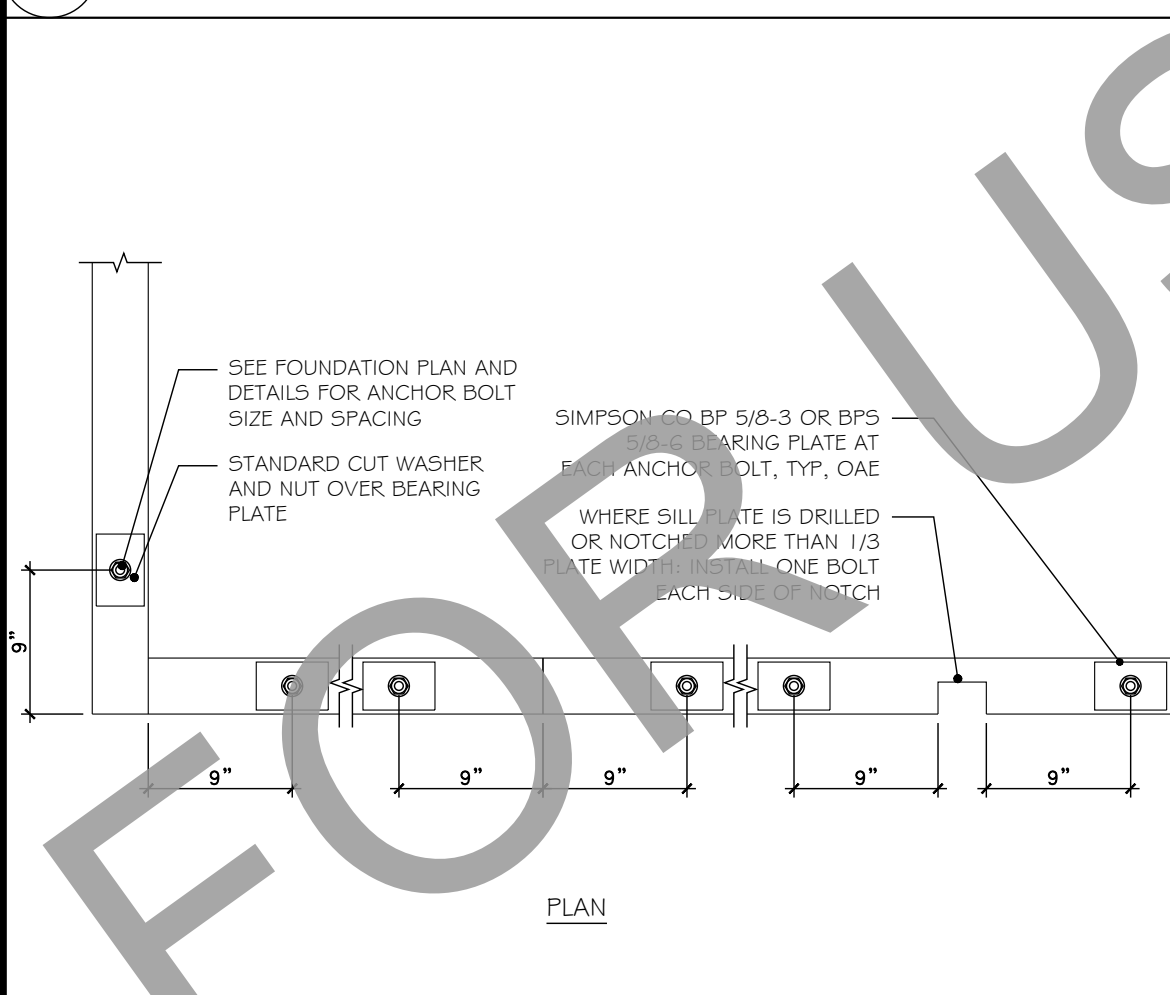 SEE FOUNDATION PLAN AND
DETAILS FOR ANCHOR BOLT
SIZE AND SPACING
STANDARD CUT WASHER
AND NUT OVER BEARING
PLATE
SIMPSON CO BP 5/8-3 OR BPS
5/8-6 BEARING PLATE AT
EACH ANCHOR BOLT, TYP, OAE
WHERE SILL PLATE IS DRILLED
OR NOTCHED MORE THAN 1/3
PLATE WIDTH: INSTALL ONE BOLT
EACH SIDE OF NOTCH
9"
9"
9"
9"
9"
9"
PLAN
FOR US